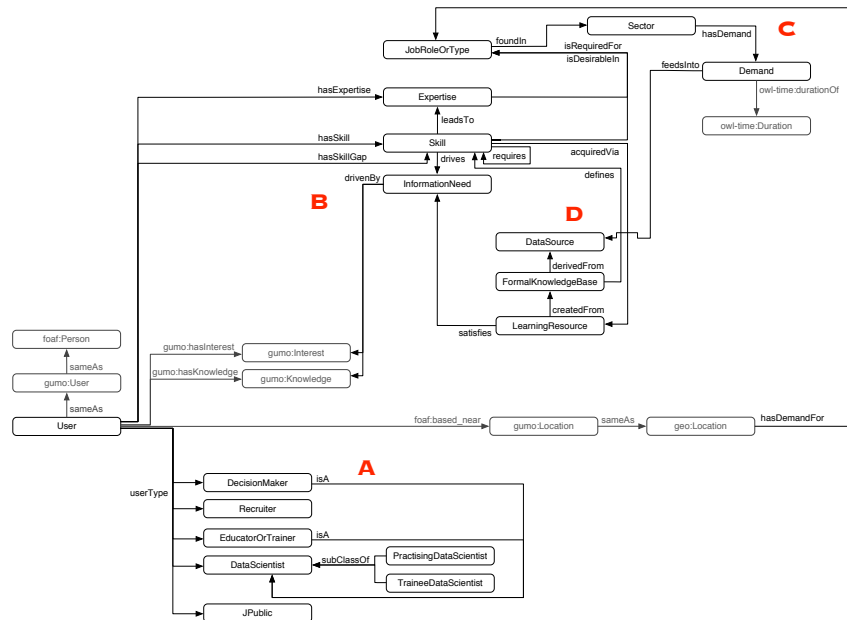 Sector
C
foundIn
hasDemand
JobRoleOrType
isRequiredFor
isDesirableIn
feedsInto
Demand
owl-time:durationOf
hasExpertise
Expertise
leadsTo
owl-time:Duration
hasSkill
Skill
hasSkillGap
drives
requires
acquiredVia
drivenBy
InformationNeed
defines
B
D
DataSource
derivedFrom
FormalKnowledgeBase
createdFrom
satisfies
LearningResource
foaf:Person
gumo:hasInterest
gumo:Interest
sameAs
gumo:hasKnowledge
gumo:Knowledge
gumo:User
sameAs
User
foaf:based_near
gumo:Location
sameAs
geo:Location
hasDemandFor
A
userType
DecisionMaker
isA
Recruiter
EducatorOrTrainer
isA
DataScientist
subClassOf
PractisingDataScientist
TraineeDataScientist
JPublic